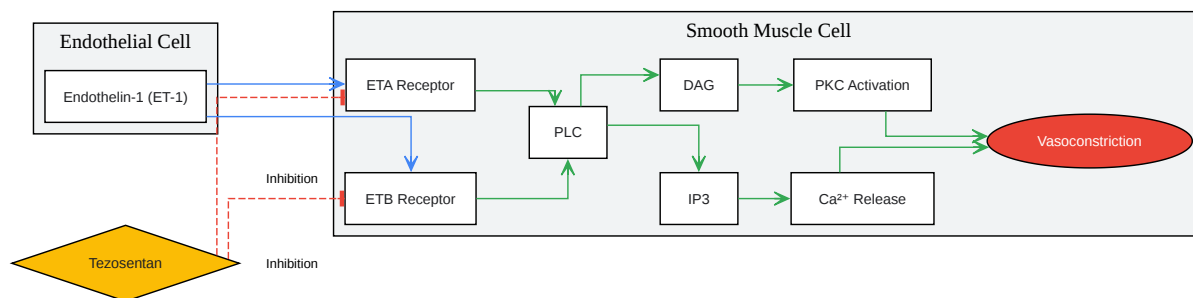 Endothelial Cell
Endothelin-1 (ET-1)
Smooth Muscle Cell
ETA Receptor
DAG
PKC Activation
PLC
Vasoconstriction
Inhibition
ETB Receptor
IP3
Ca²⁺ Release
Tezosentan
Inhibition